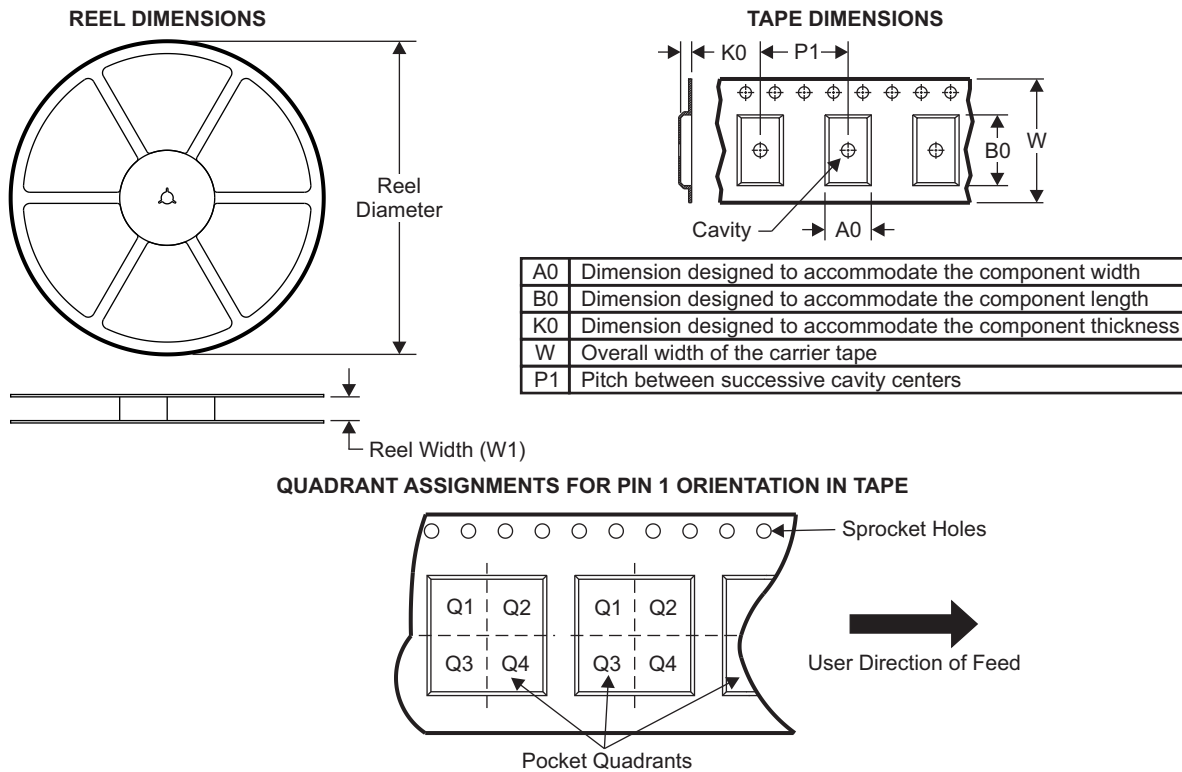 REEL DIMENSIONS
Reel
Diameter
Reel Width (W1)
TAPE DIMENSIONS
K0
P1
W
B0
Cavity
A0
A0 Dimension designed to accommodate the component width
B0 Dimension designed to accommodate the component length
K0 Dimension designed to accommodate the component thickness
W Overall width of the carrier tape
P1 Pitch between successive cavity centers
QUADRANT ASSIGNMENTS FOR PIN 1 ORIENTATION IN TAPE
Sprocket Holes
Q1 Q2 Q1 Q2
Q3 Q4 Q3 Q4
User Direction of Feed
Pocket Quadrants